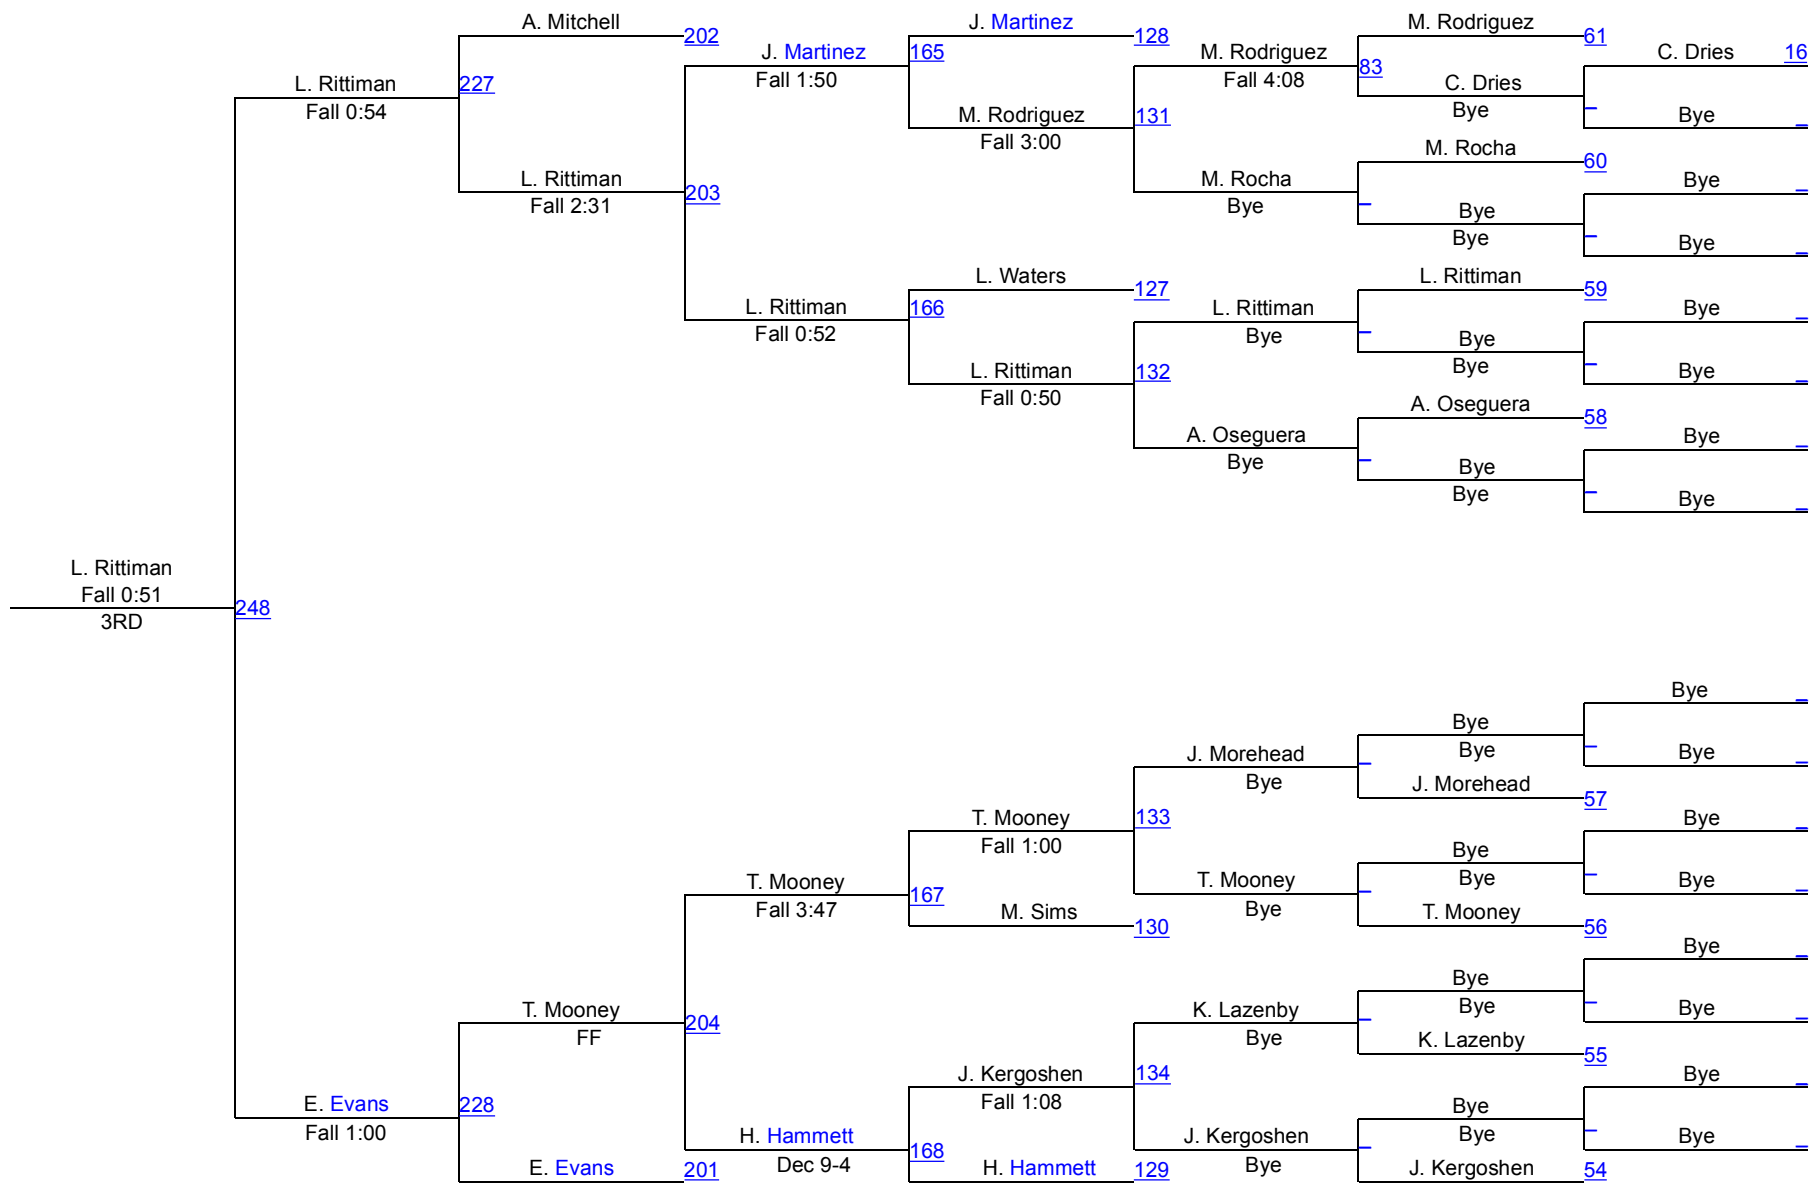 A. Mitchell
202
J. Martinez
128
M. Rodriguez
61
J. Martinez
Fall 1:50
165
M. Rodriguez
Fall 4:08
83
C. Dries
16
L. Rittiman
Fall 0:54
227
C. Dries
Bye
Bye
M. Rodriguez
Fall 3:00
131
M. Rocha
60
L. Rittiman
Fall 2:31
203
M. Rocha
Bye
Bye
Bye
Bye
Bye
L. Waters
127
L. Rittiman
59
L. Rittiman
Fall 0:52
166
L. Rittiman
Bye
Bye
Bye
Bye
Bye
L. Rittiman
Fall 0:50
132
A. Oseguera
58
A. Oseguera
Bye
Bye
Bye
Bye
Bye
L. Rittiman
Fall 0:51
3RD
248
Bye
Bye
Bye
Bye
J. Morehead
Bye
J. Morehead
57
T. Mooney
Fall 1:00
133
Bye
Bye
Bye
Bye
T. Mooney
Fall 3:47
167
T. Mooney
Bye
M. Sims
130
T. Mooney
56
Bye
Bye
Bye
Bye
T. Mooney
FF
204
K. Lazenby
Bye
K. Lazenby
55
J. Kergoshen
Fall 1:08
134
Bye
E. Evans
Fall 1:00
228
Bye
Bye
Bye
H. Hammett
Dec 9-4
168
J. Kergoshen
Bye
E. Evans
201
H. Hammett
129
J. Kergoshen
54